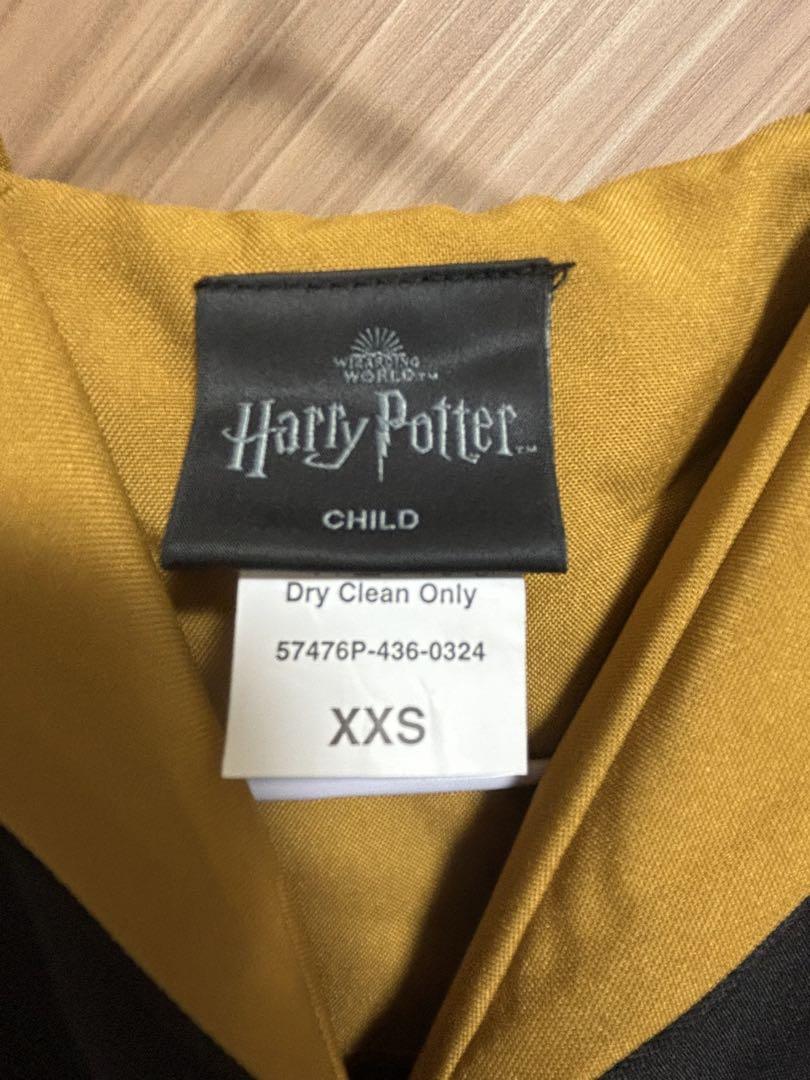 WIZARDING
WORLD™
Harry Potter™
CHILD
Dry Clean Only
57476P-436-0324
XXS